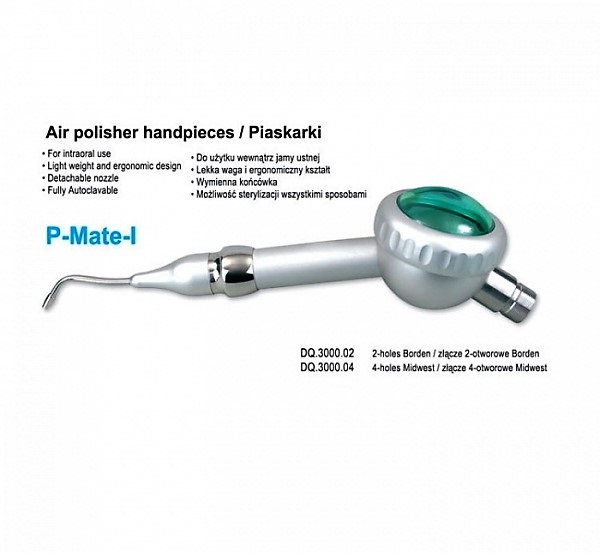 Air polisher handpieces / Piaskarki
• For intraoral use
• Light weight and ergonomic design
• Detachable nozzle
• Fully Autoclavable
• Do użytku wewnątrz jamy ustnej
• Lekka waga i ergonomiczny kształt
• Wymienna końcówka
• Możliwość sterylizacji wszystkimi sposobami
P-Mate-I
DQ.3000.02 2-holes Borden / złącze 2-otworowe Borden
DQ.3000.04 4-holes Midwest / złącze 4-otworowe Midwest